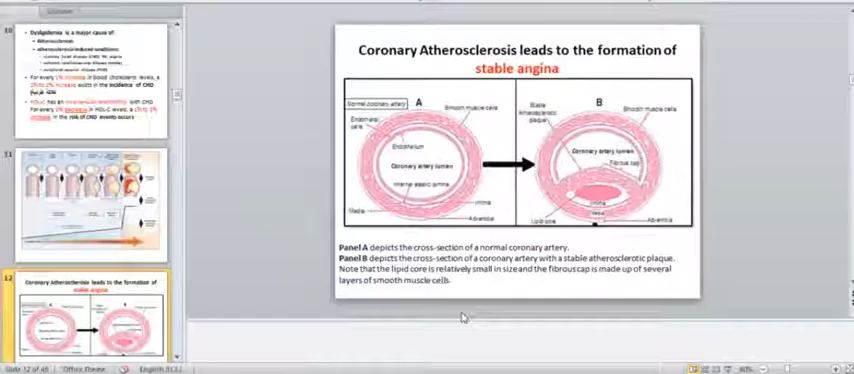 10
• Dyslipidemia is a major cause of
• Atherosclerosis
• atherosclerosis-induced conditions
• For every 1% increase in blood cholesterol levels, a
1% to 2% increase exists in the incidence of CHD
• HDL-C has an relationship with CHD
For every 1% decrease in HDL-C levels, a
increase in the risk of CHD events occurs
11
12
Coronary Atherosclerosis leads to the formation of
stable angina
Coronary Atherosclerosis leads to the formation of
stable angina
Normal coronary artery
A
Smooth muscle cells
Endothelial
cells
Endothelium
Coronary artery lumen
Internal elastic lamina
Intima
Media
Adventitia
B
Stable
Atherosclerotic
plaque
Smooth muscle cells
Coronary artery lumen
Fibrous cap
Intima
Media
Lipid core
Adventitia
Panel A depicts the cross-section of a normal coronary artery.
Panel B depicts the cross-section of a coronary artery with a stable atherosclerotic plaque.
Note that the lipid core is relatively small in size and the fibrous cap is made up of several
layers of smooth muscle cells.
"Office Theme"
60%